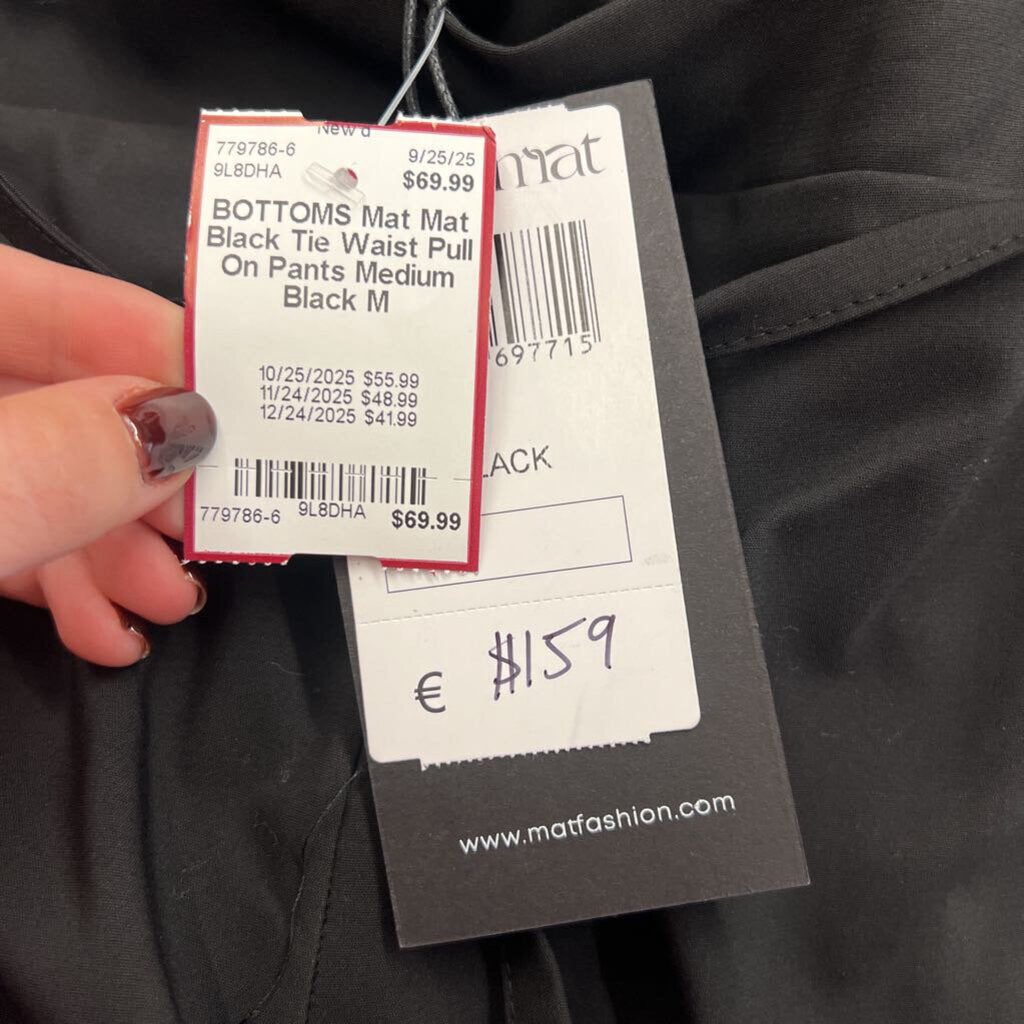 New'd
779786-6 9/25/25
9L8DHA $69.99
BOTTOMS Mat Mat
Black Tie Waist Pull
On Pants Medium
Black M
10/25/2025 $55.99
11/24/2025 $48.99
12/24/2025 $41.99
779786-6 9L8DHA $69.99
mat
697715
LACK
€ $159
www.matfashion.com